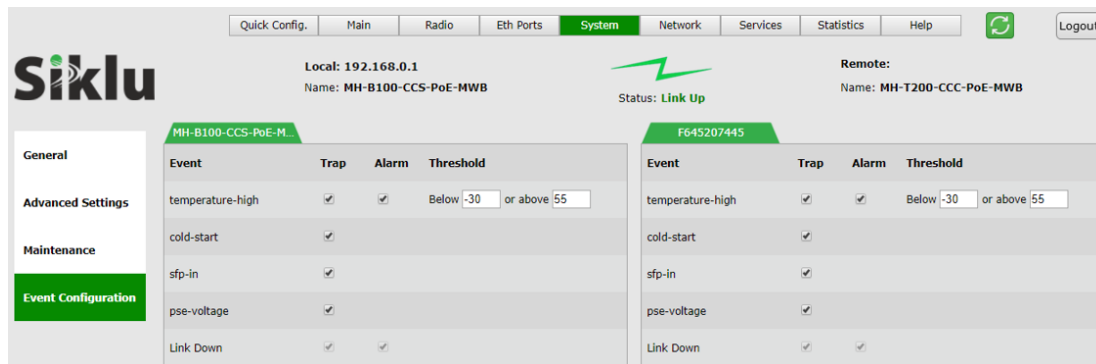 Quick Config. Main Radio Eth Ports System Network Services Statistics Help Logout
Siklu
Local: 192.168.0.1
Name: MH-B100-CCS-PoE-MWB
Status: Link Up
Remote:
Name: MH-T200-CCC-PoE-MWB
General
Advanced Settings
Maintenance
Event Configuration
MH-B100-CCS-PoE-M...
Event Trap Alarm Threshold
temperature-high Below -30 or above 55
cold-start
sfp-in
pse-voltage
Link Down
F645207445
Event Trap Alarm Threshold
temperature-high Below -30 or above 55
cold-start
sfp-in
pse-voltage
Link Down